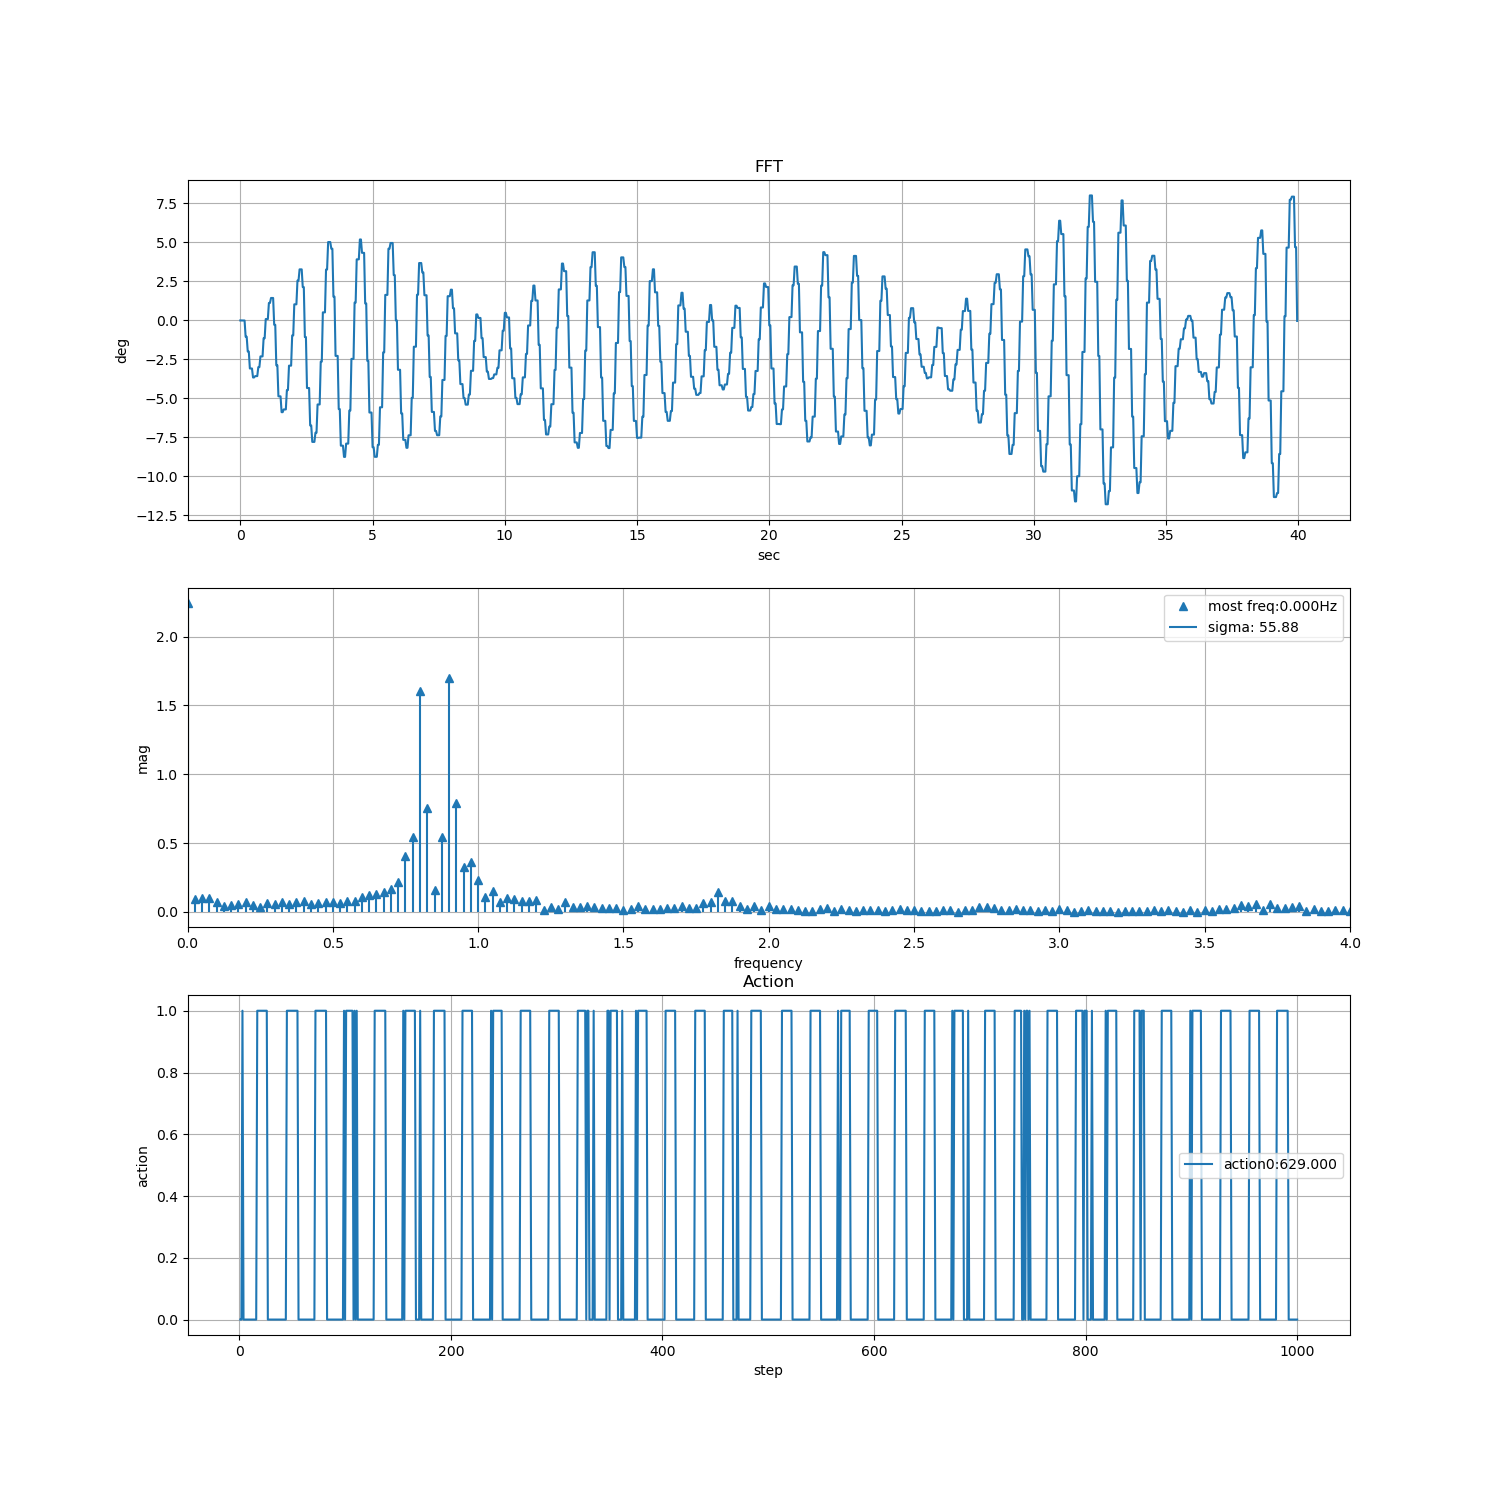 FFT
7.5
5.0
2.5
0.0
−2.5
−5.0
−7.5
−10.0
−12.5
deg
0 5 10 15 20 25 30 35 40
sec
most freq:0.000Hz
sigma: 55.88
2.0
1.5
1.0
0.5
0.0
mag
0.0 0.5 1.0 1.5 2.0 2.5 3.0 3.5 4.0
frequency
Action
1.0
0.8
0.6
0.4
0.2
0.0
action
action0:629.000
0 200 400 600 800 1000
step